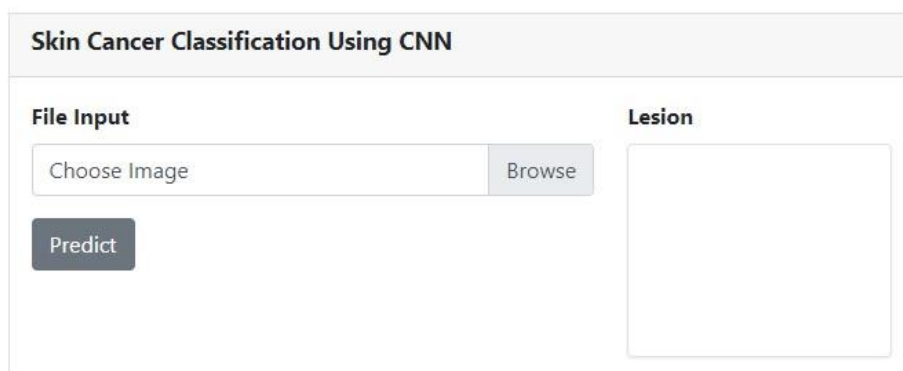 Skin Cancer Classification Using CNN
File Input
Lesion
Choose Image
Browse
Predict